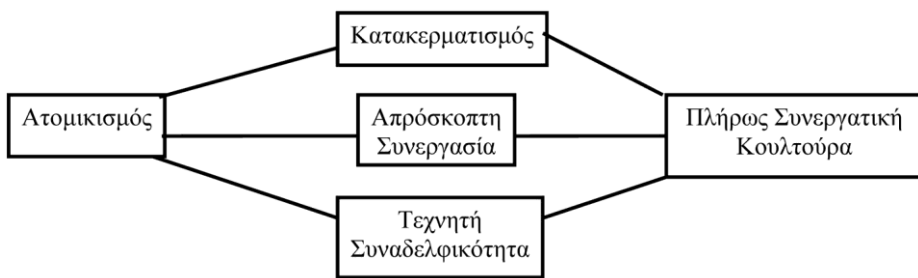 Κατακερματισμός
Ατομικισμός
Απρόσκοπτη
Συνεργασία
Πλήρως Συνεργατική
Κουλτούρα
Τεχνητή
Συναδελφικότητα